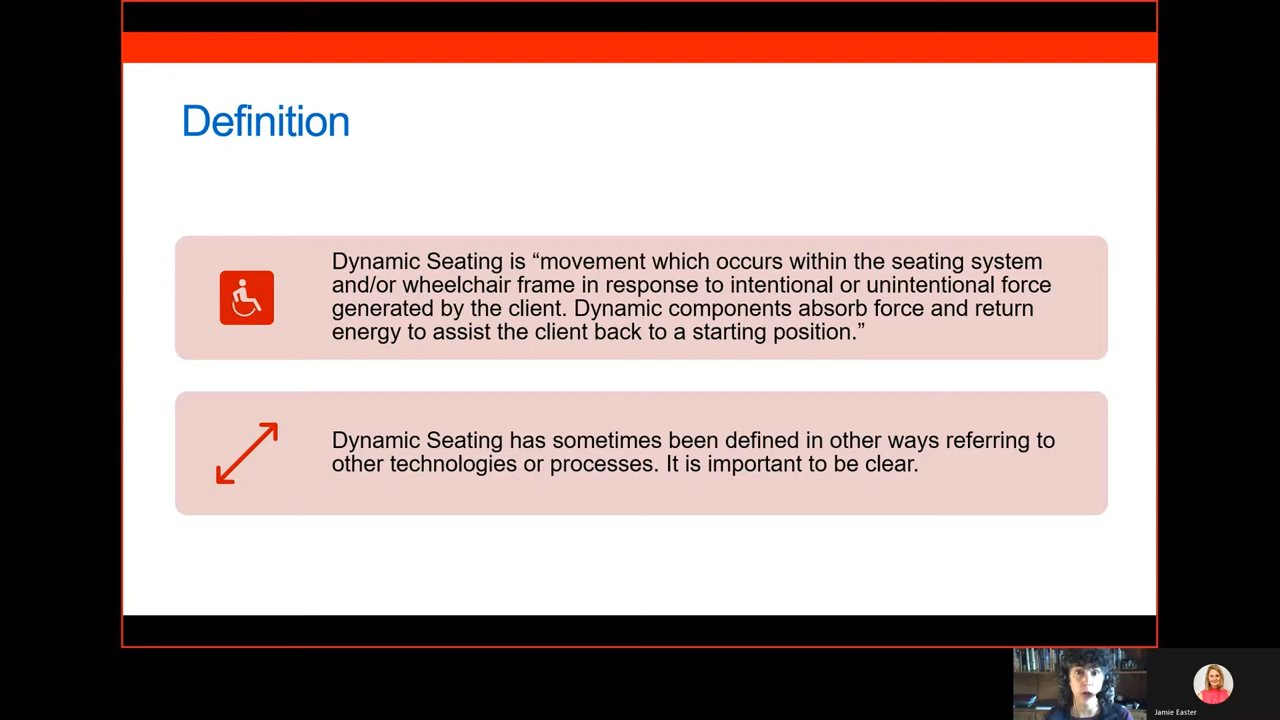 Definition
Dynamic Seating is “movement which occurs within the seating system
and/or wheelchair frame in response to intentional or unintentional force
generated by the client. Dynamic components absorb force and return
energy to assist the client back to a starting position.”
Dynamic Seating has sometimes been defined in other ways referring to
other technologies or processes. It is important to be clear.
Jamie Easter